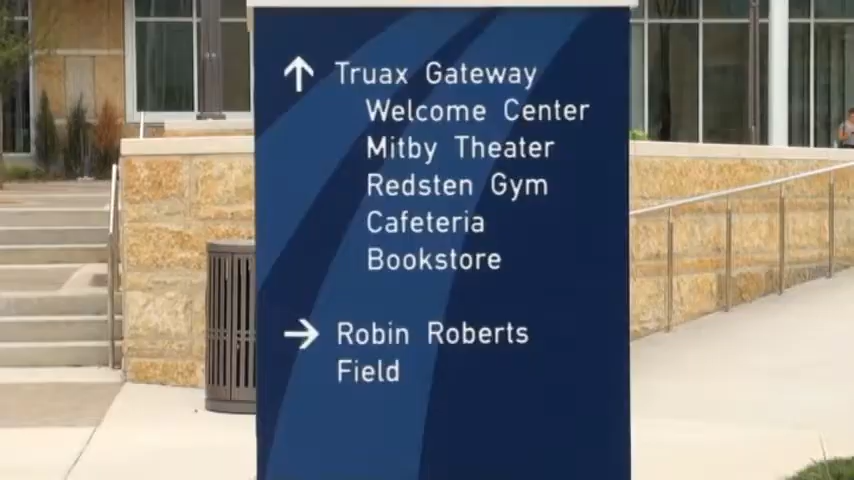 ↑ Truax Gateway
Welcome Center
Mitby Theater
Redsten Gym
Cafeteria
Bookstore
→ Robin Roberts
Field